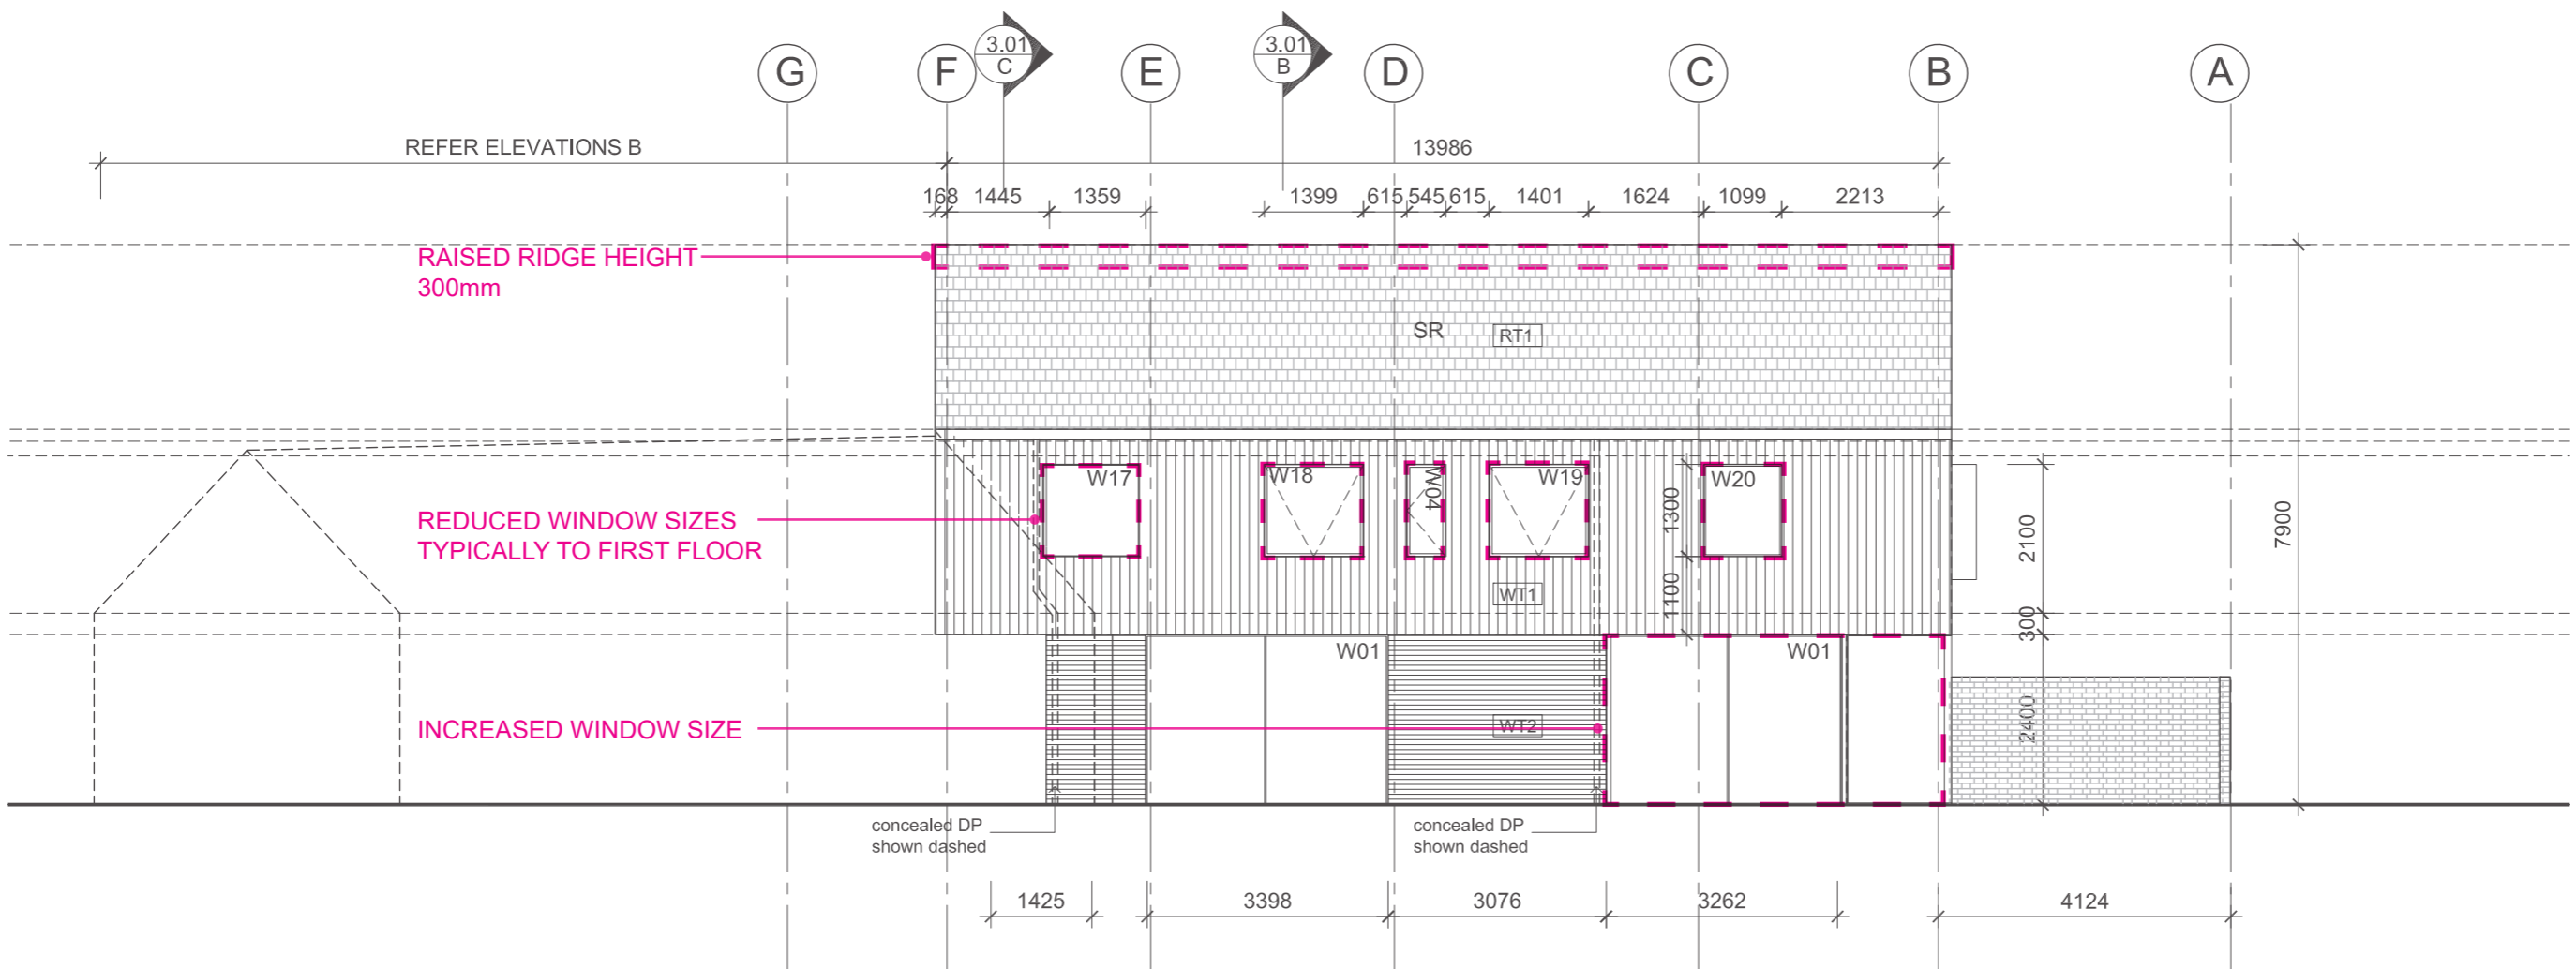 G
F
3.01
C
E
3.01
B
D
C
B
A
REFER ELEVATIONS B
13986
168 1445 1359 1399 615 545 615 1401 1624 1099 2213
RAISED RIDGE HEIGHT
300mm
SR RT1
7900
W17 W18 W04 W19 W20
REDUCED WINDOW SIZES
TYPICALLY TO FIRST FLOOR
1300
2100
WT1
1100
300
W01 W01
INCREASED WINDOW SIZE
WT2
2400
concealed DP
shown dashed
concealed DP
shown dashed
1425 3398 3076 3262 4124